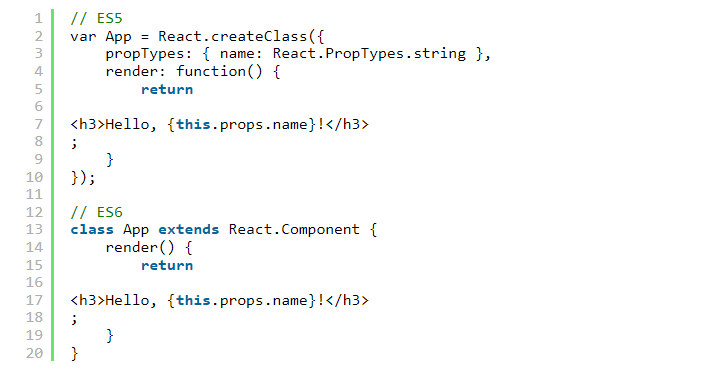 1 // ES5
2 var App = React.createClass({
3     propTypes: { name: React.PropTypes.string },
4     render: function() {
5         return
6
7 <h3>Hello, {this.props.name}!</h3>
8 ;
9     }
10 });
11
12 // ES6
13 class App extends React.Component {
14     render() {
15         return
16
17 <h3>Hello, {this.props.name}!</h3>
18 ;
19     }
20 }